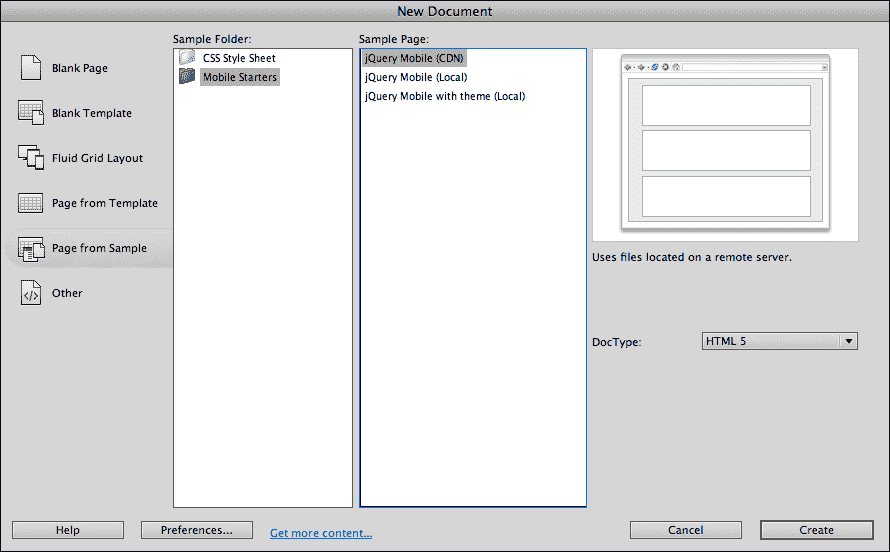 New Document
Blank Page
Blank Template
Fluid Grid Layout
Page from Template
Page from Sample
Other
Sample Folder:
CSS Style Sheet
Mobile Starters
Sample Page:
jQuery Mobile (CDN)
jQuery Mobile (Local)
jQuery Mobile with theme (Local)
Uses files located on a remote server.
DocType:
HTML 5
Help
Preferences...
Get more content...
Cancel
Create